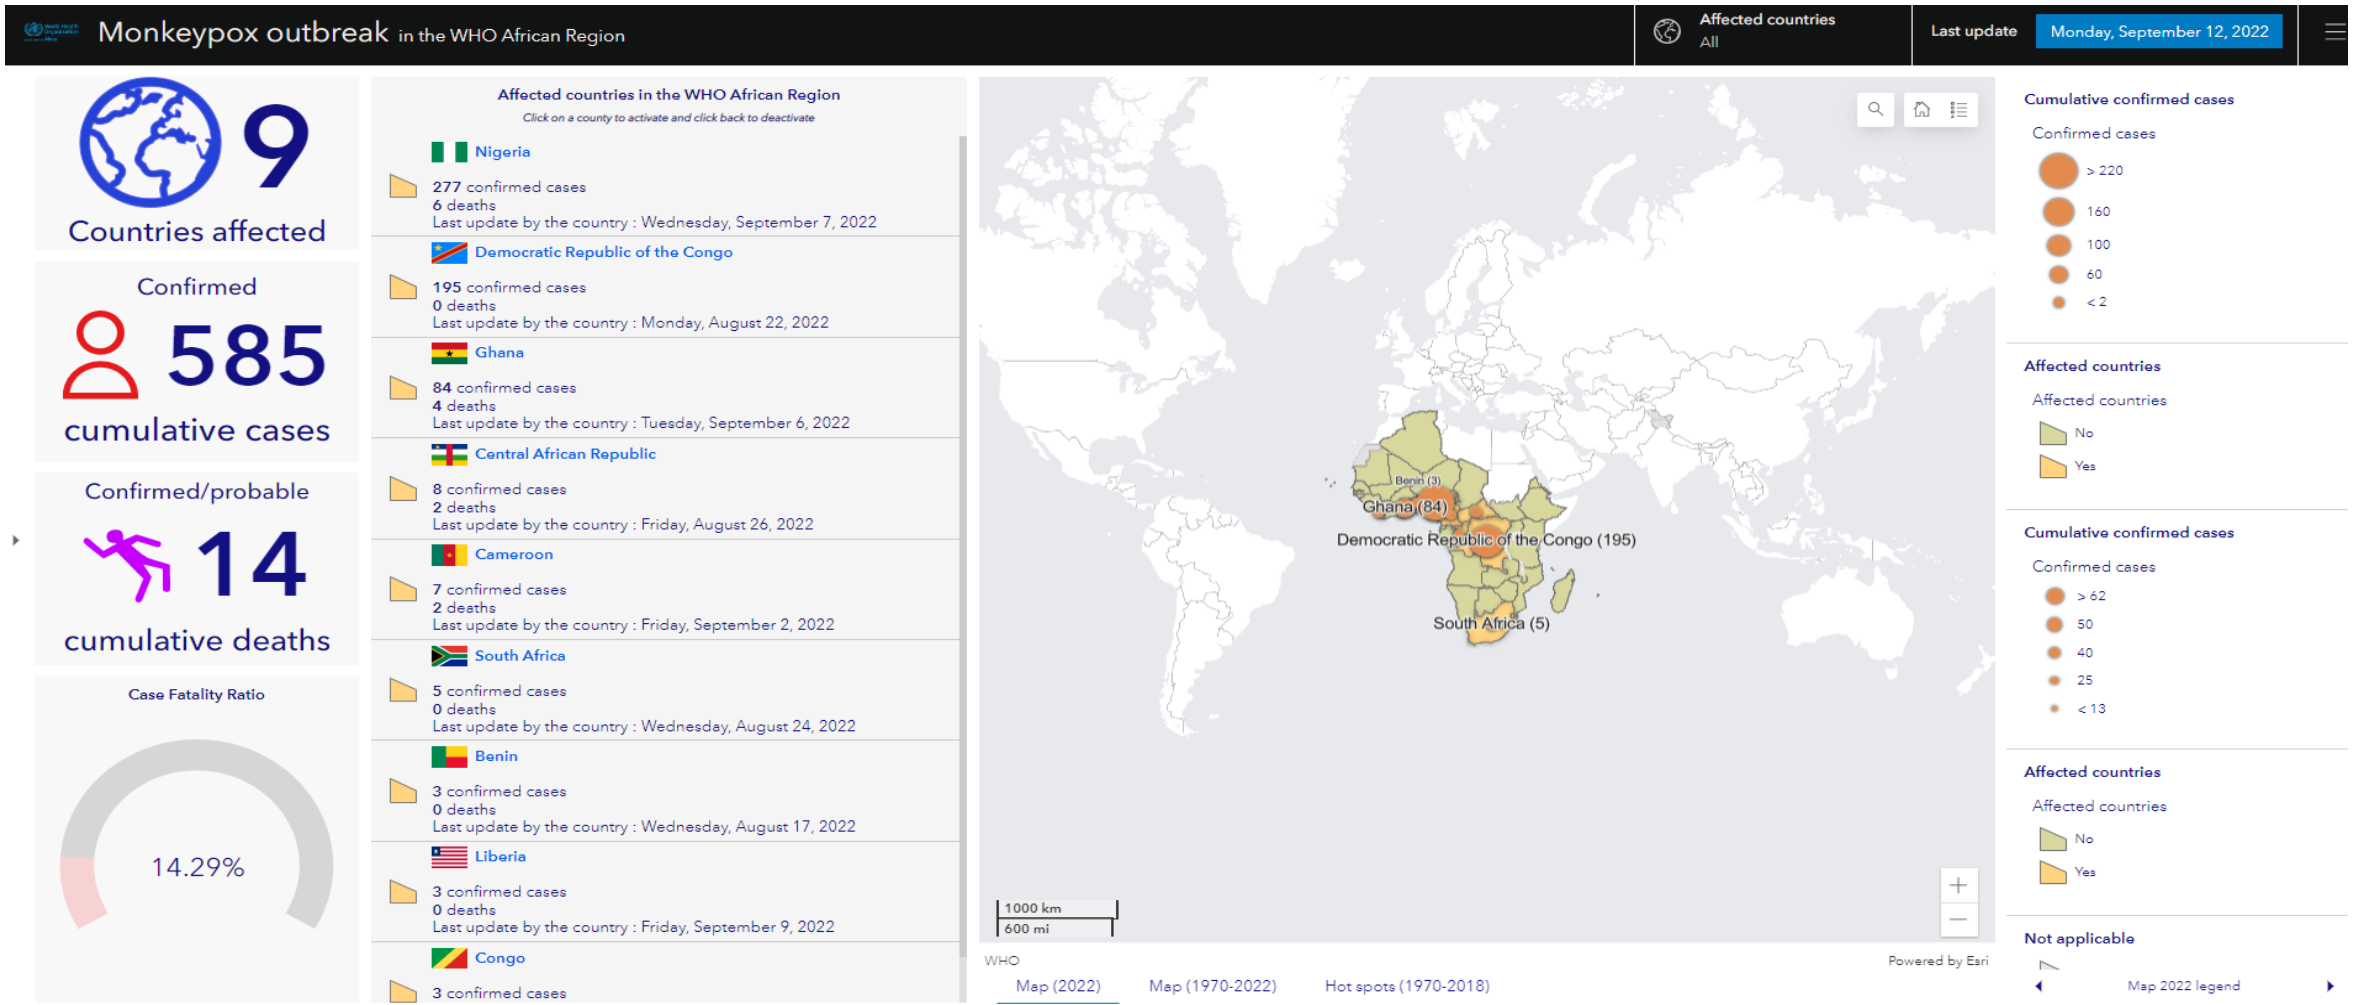 World Health
Organization
Africa
Monkeypox outbreak in the WHO African Region
Affected countries
All
Last update
Monday, September 12, 2022
9
Countries affected
Confirmed
585
cumulative cases
Confirmed/probable
14
cumulative deaths
Case Fatality Ratio
14.29%
Affected countries in the WHO African Region
Click on a county to activate and click back to deactivate
Nigeria
277 confirmed cases
6 deaths
Last update by the country : Wednesday, September 7, 2022
Democratic Republic of the Congo
195 confirmed cases
0 deaths
Last update by the country : Monday, August 22, 2022
Ghana
84 confirmed cases
4 deaths
Last update by the country : Tuesday, September 6, 2022
Central African Republic
8 confirmed cases
2 deaths
Last update by the country : Friday, August 26, 2022
Cameroon
7 confirmed cases
2 deaths
Last update by the country : Friday, September 2, 2022
South Africa
5 confirmed cases
0 deaths
Last update by the country : Wednesday, August 24, 2022
Benin
3 confirmed cases
0 deaths
Last update by the country : Wednesday, August 17, 2022
Liberia
3 confirmed cases
0 deaths
Last update by the country : Friday, September 9, 2022
Congo
3 confirmed cases
Benin (3)
Ghana (84)
Democratic Republic of the Congo (195)
South Africa (5)
1000 km
600 mi
WHO
Powered by Esri
Map (2022)
Map (1970-2022)
Hot spots (1970-2018)
Cumulative confirmed cases
Confirmed cases
> 220
160
100
60
< 2
Affected countries
Affected countries
No
Yes
Cumulative confirmed cases
Confirmed cases
> 62
50
40
25
< 13
Affected countries
Affected countries
No
Yes
Not applicable
Map 2022 legend